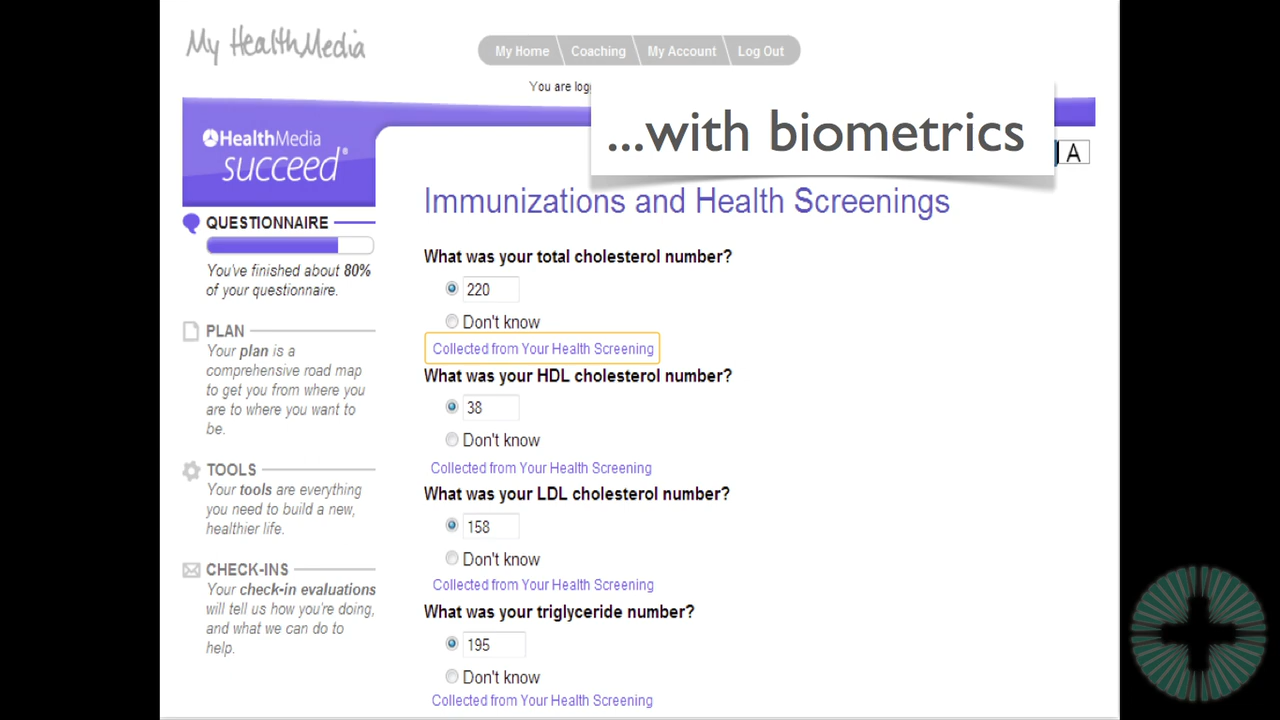 My HealthMedia
My Home
Coaching
My Account
Log Out
You are logg
...with biometrics
A
HealthMedia
succeed®
QUESTIONNAIRE
You've finished about 80%
of your questionnaire.
PLAN
Your plan is a
comprehensive road map
to get you from where you
are to where you want to
be.
TOOLS
Your tools are everything
you need to build a new,
healthier life.
CHECK-INS
Your check-in evaluations
will tell us how you're doing,
and what we can do to
help.
Immunizations and Health Screenings
What was your total cholesterol number?
220
Don't know
Collected from Your Health Screening
What was your HDL cholesterol number?
38
Don't know
Collected from Your Health Screening
What was your LDL cholesterol number?
158
Don't know
Collected from Your Health Screening
What was your triglyceride number?
195
Don't know
Collected from Your Health Screening